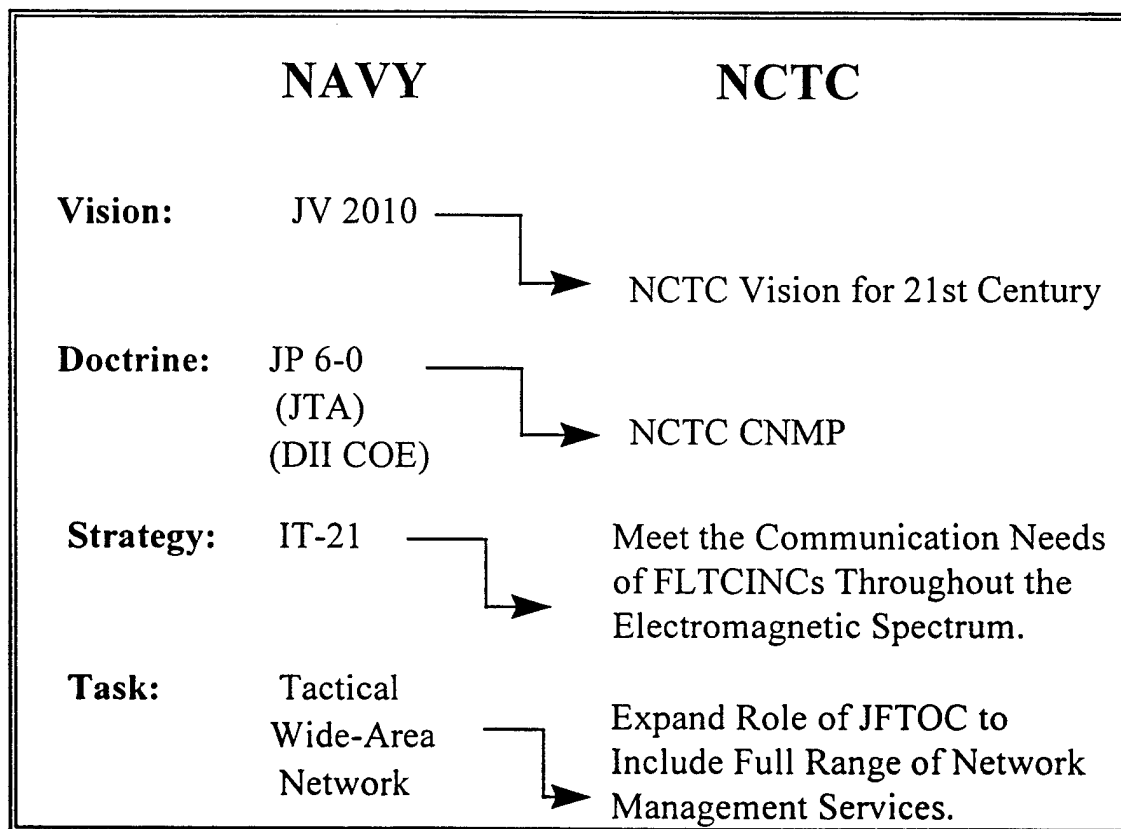 NAVY NCTC
Vision: JV 2010
NCTC Vision for 21st Century
Doctrine: JP 6-0
(JTA)
NCTC CNMP
(DII COE)
Strategy: IT-21
Meet the Communication Needs
of FLTCINCs Throughout the
Electromagnetic Spectrum.
Task: Tactical
Wide-Area
Network
Expand Role of JFTOC to
Include Full Range of Network
Management Services.